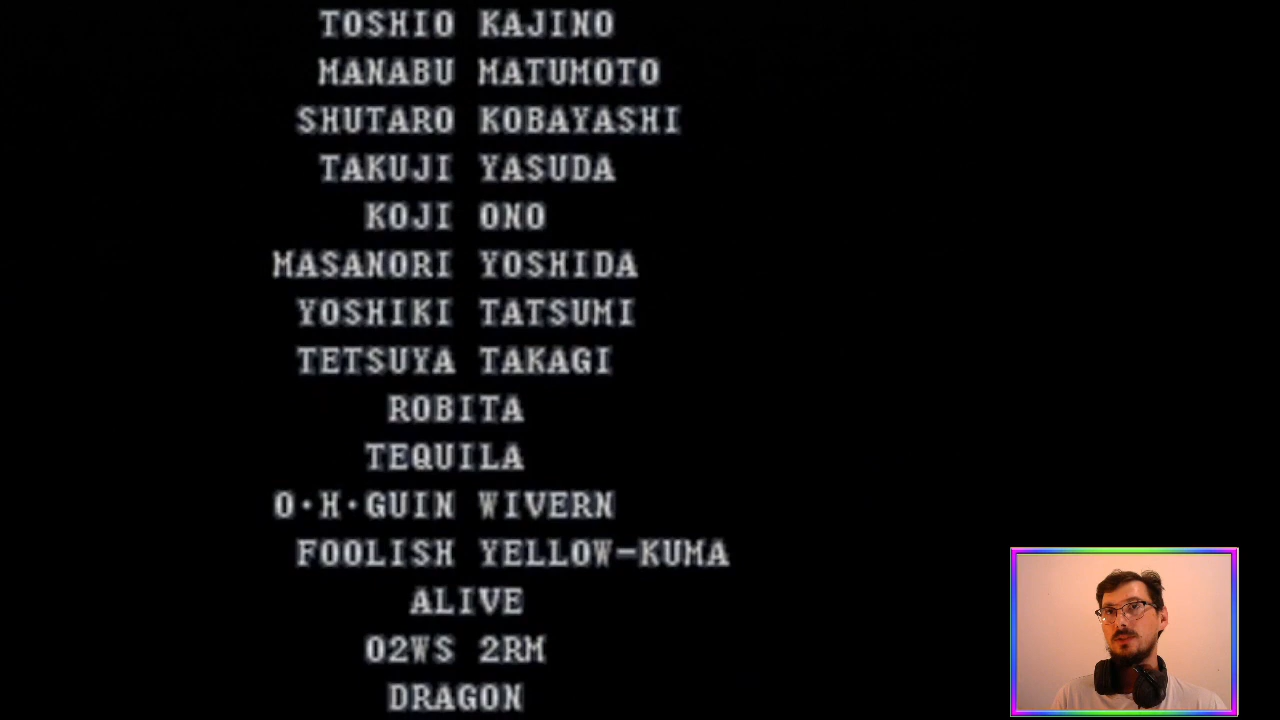 TOSHIO KAJINO
MANABU MATUMOTO
SHUTARO KOBAYASHI
TAKUJI YASUDA
KOJI ONO
MASANORI YOSHIDA
YOSHIKI TATSUMI
TETSUYA TAKAGI
ROBITA
TEQUILA
O·H·GUIN WIVERN
FOOLISH YELLOW-KUMA
ALIVE
O2WS 2RM
DRAGON